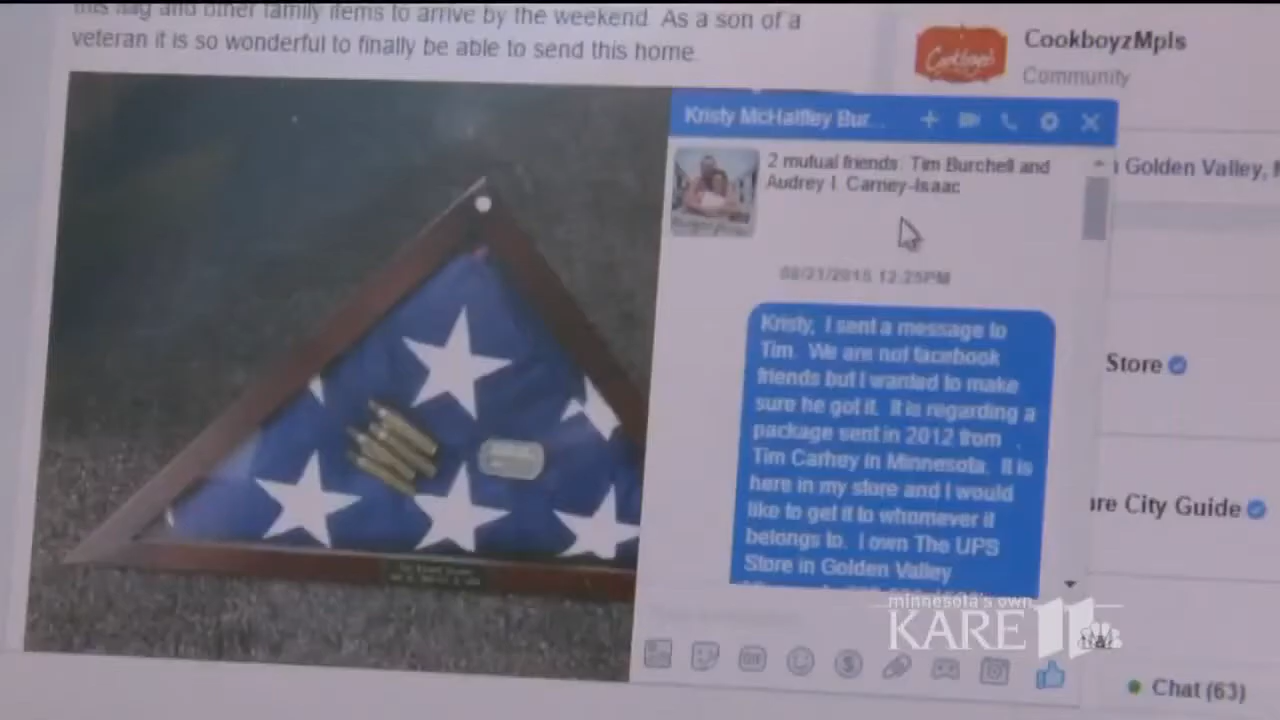 this flag and other family items to arrive by the weekend. As a son of a
veteran it is so wonderful to finally be able to send this home.
Cookboyz
CookboyzMpls
Community
Kristy McHalfley Bur...
2 mutual friends: Tim Burchell and
Audrey I. Carney-Isaac
08/21/2015 12:25PM
Kristy, I sent a message to
Tim. We are not facebook
friends but I wanted to make
sure he got it. It is regarding a
package sent in 2012 from
Tim Carhey in Minnesota. It is
here in my store and I would
like to get it to whomever it
belongs to. I own The UPS
Store in Golden Valley
Golden Valley,
Store
are City Guide
GIF
minnesota's own
KARE 11
Chat (63)